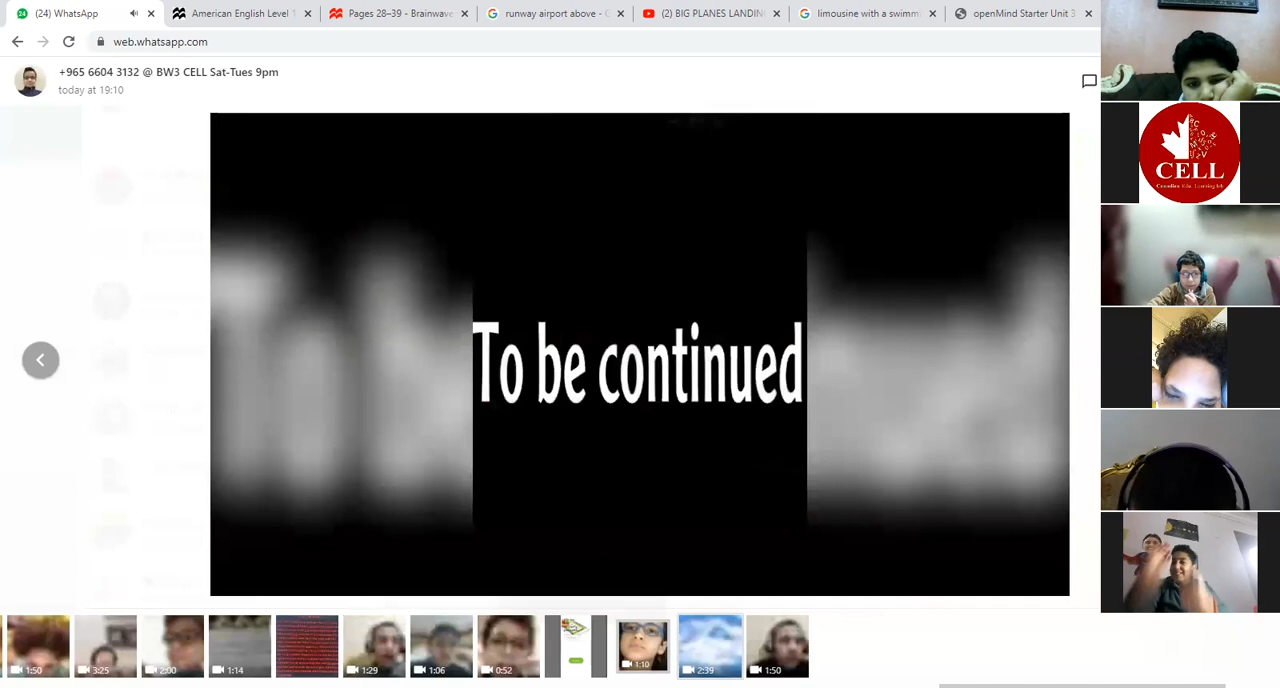 (24) WhatsApp
American English Level 1
Pages 28–39 - Brainwave
runway airport above - G
(2) BIG PLANES LANDIN
limousine with a swimm
openMind Starter Unit 3
web.whatsapp.com
+965 6604 3132 @ BW3 CELL Sat-Tues 9pm
today at 19:10
To be continued
CELL
1:50
3:25
2:00
1:14
1:29
1:06
0:52
1:10
2:39
1:50